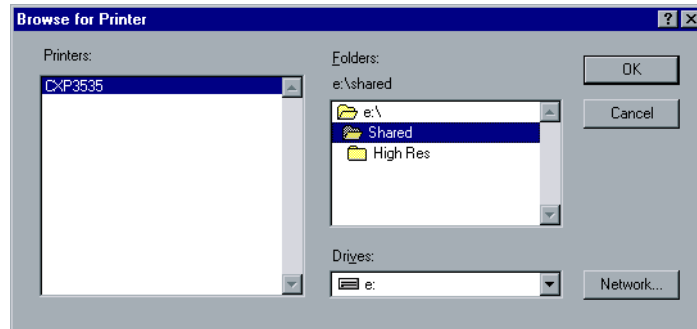 Browse for Printer
Printers:
CXP3535
Folders:
e:\shared
e:\
Shared
High Res
Drives:
e:
OK
Cancel
Network...